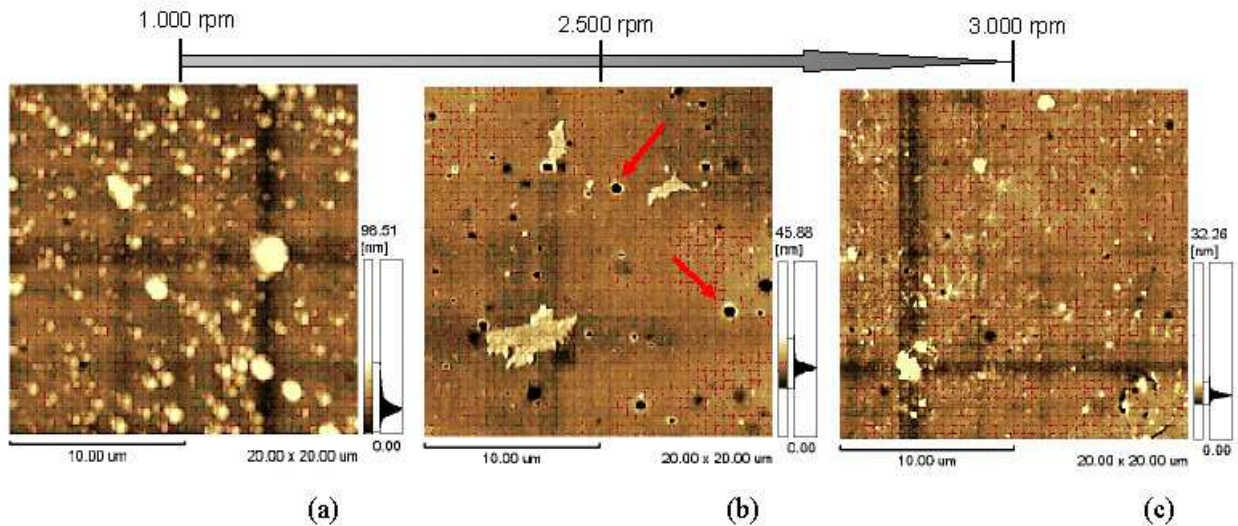 1.000 rpm 2.500 rpm 3.000 rpm
98.51 [nm] 0.00
10.00 um 20.00 x 20.00 um
45.88 [nm] 0.00
10.00 um 20.00 x 20.00 um
32.26 [nm] 0.00
10.00 um 20.00 x 20.00 um
(a) (b) (c)